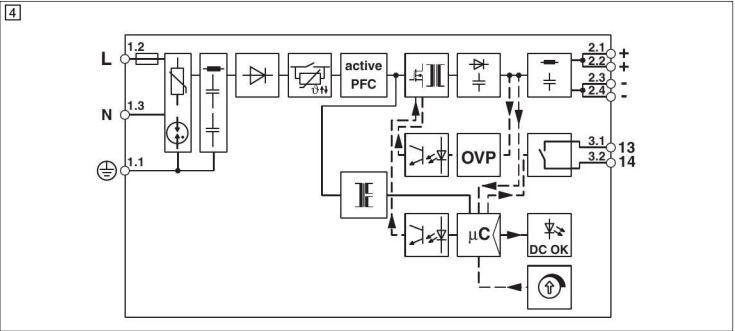 4
L 1.2
N 1.3
1.1
active
PFC
ϑ
2.1 +
2.2 +
2.3 -
2.4 -
OVP
3.1 13
3.2 14
µC
DC OK